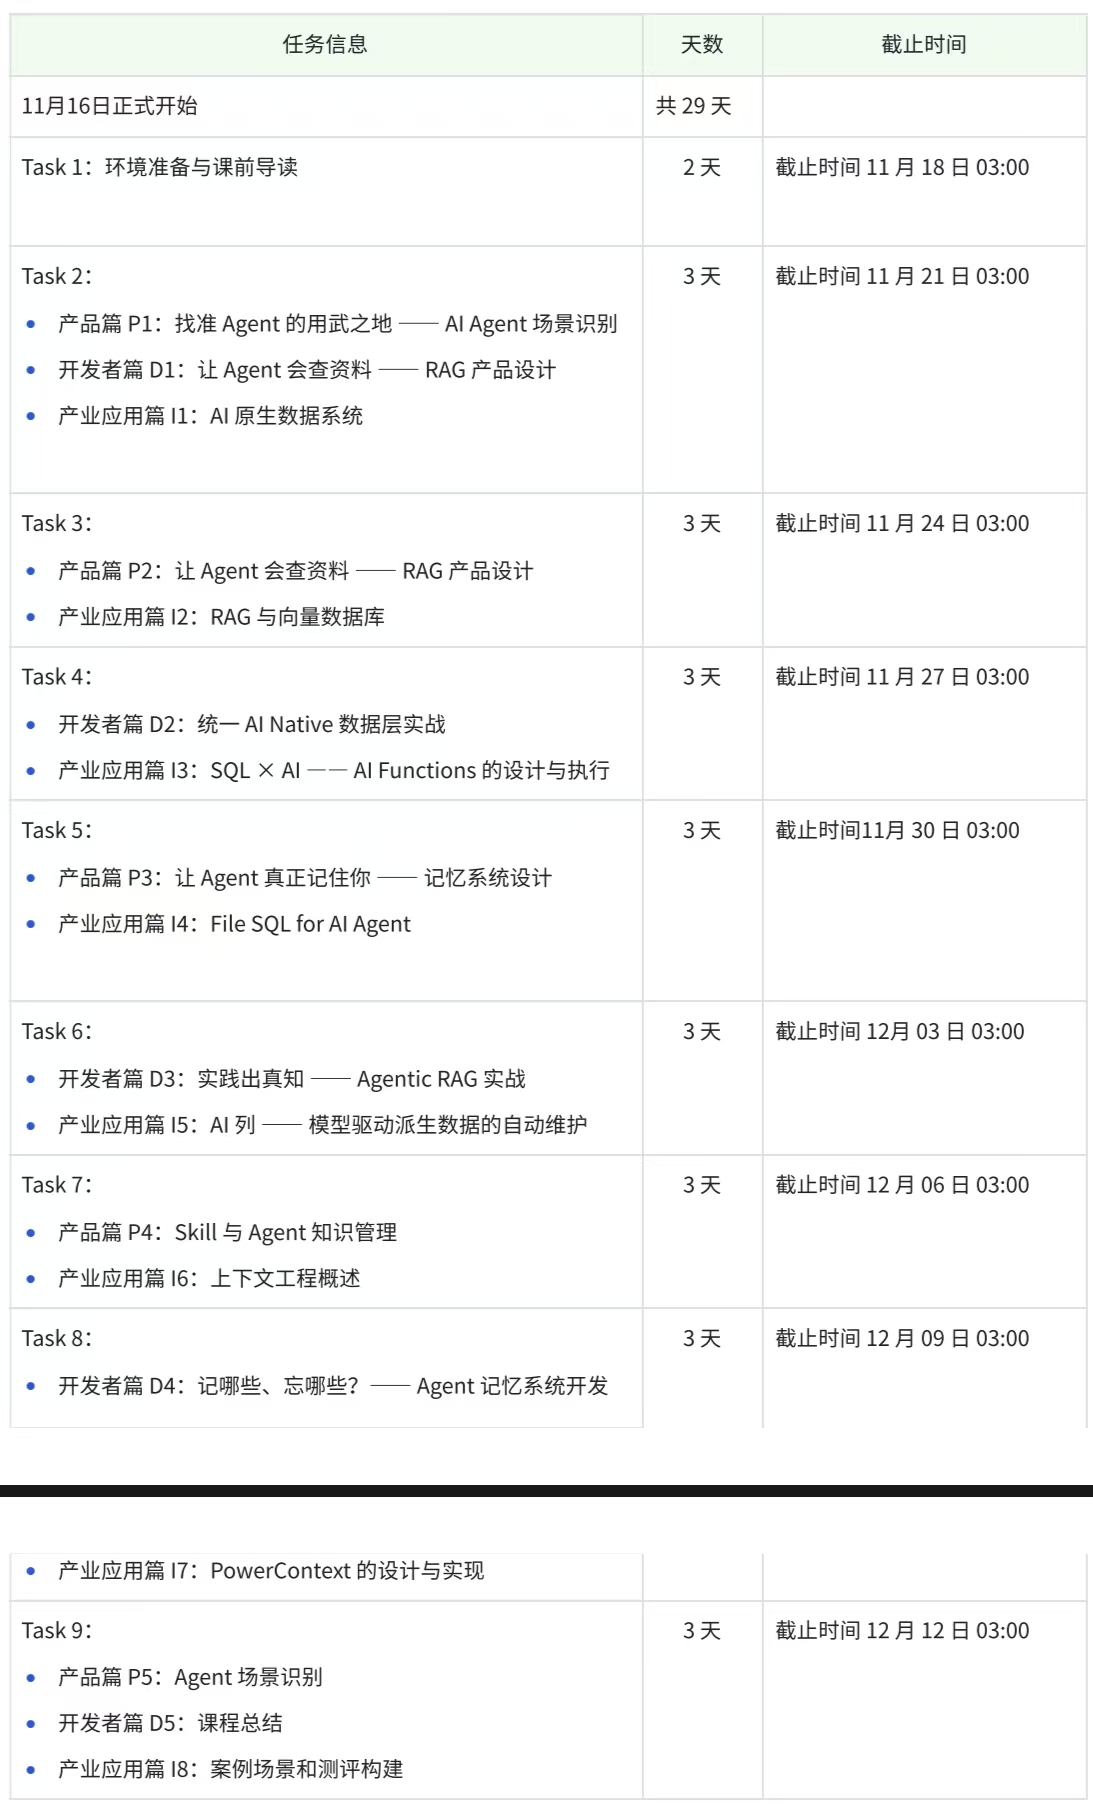 任务信息
天数
截止时间
11月16日正式开始
共 29 天
Task 1：环境准备与课前导读
2 天
截止时间 11 月 18 日 03:00
Task 2：
3 天
截止时间 11 月 21 日 03:00
产品篇 P1：找准 Agent 的用武之地 —— AI Agent 场景识别
开发者篇 D1：让 Agent 会查资料 —— RAG 产品设计
产业应用篇 I1：AI 原生数据系统
Task 3：
3 天
截止时间 11 月 24 日 03:00
产品篇 P2：让 Agent 会查资料 —— RAG 产品设计
产业应用篇 I2：RAG 与向量数据库
Task 4：
3 天
截止时间 11 月 27 日 03:00
开发者篇 D2：统一 AI Native 数据层实战
产业应用篇 I3：SQL × AI —— AI Functions 的设计与执行
Task 5：
3 天
截止时间11月 30 日 03:00
产品篇 P3：让 Agent 真正记住你 —— 记忆系统设计
产业应用篇 I4：File SQL for AI Agent
Task 6：
3 天
截止时间 12月 03 日 03:00
开发者篇 D3：实践出真知 —— Agentic RAG 实战
产业应用篇 I5：AI 列 —— 模型驱动派生数据的自动维护
Task 7：
3 天
截止时间 12 月 06 日 03:00
产品篇 P4：Skill 与 Agent 知识管理
产业应用篇 I6：上下文工程概述
Task 8：
3 天
截止时间 12 月 09 日 03:00
开发者篇 D4：记哪些、忘哪些？—— Agent 记忆系统开发
产业应用篇 I7：PowerContext 的设计与实现
Task 9：
3 天
截止时间 12 月 12 日 03:00
产品篇 P5：Agent 场景识别
开发者篇 D5：课程总结
产业应用篇 I8：案例场景和测评构建